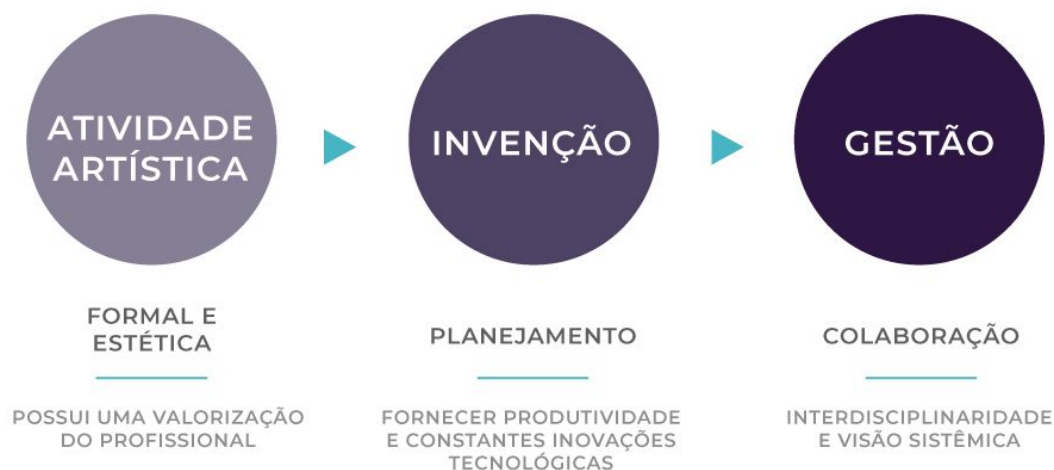 ATIVIDADE
ARTÍSTICA
FORMAL E
ESTÉTICA
POSSUI UMA VALORIZAÇÃO
DO PROFISSIONAL
INVENÇÃO
PLANEJAMENTO
FORNECER PRODUTIVIDADE
E CONSTANTES INOVAÇÕES
TECNOLÓGICAS
GESTÃO
COLABORAÇÃO
INTERDISCIPLINARIDADE
E VISÃO SISTÊMICA